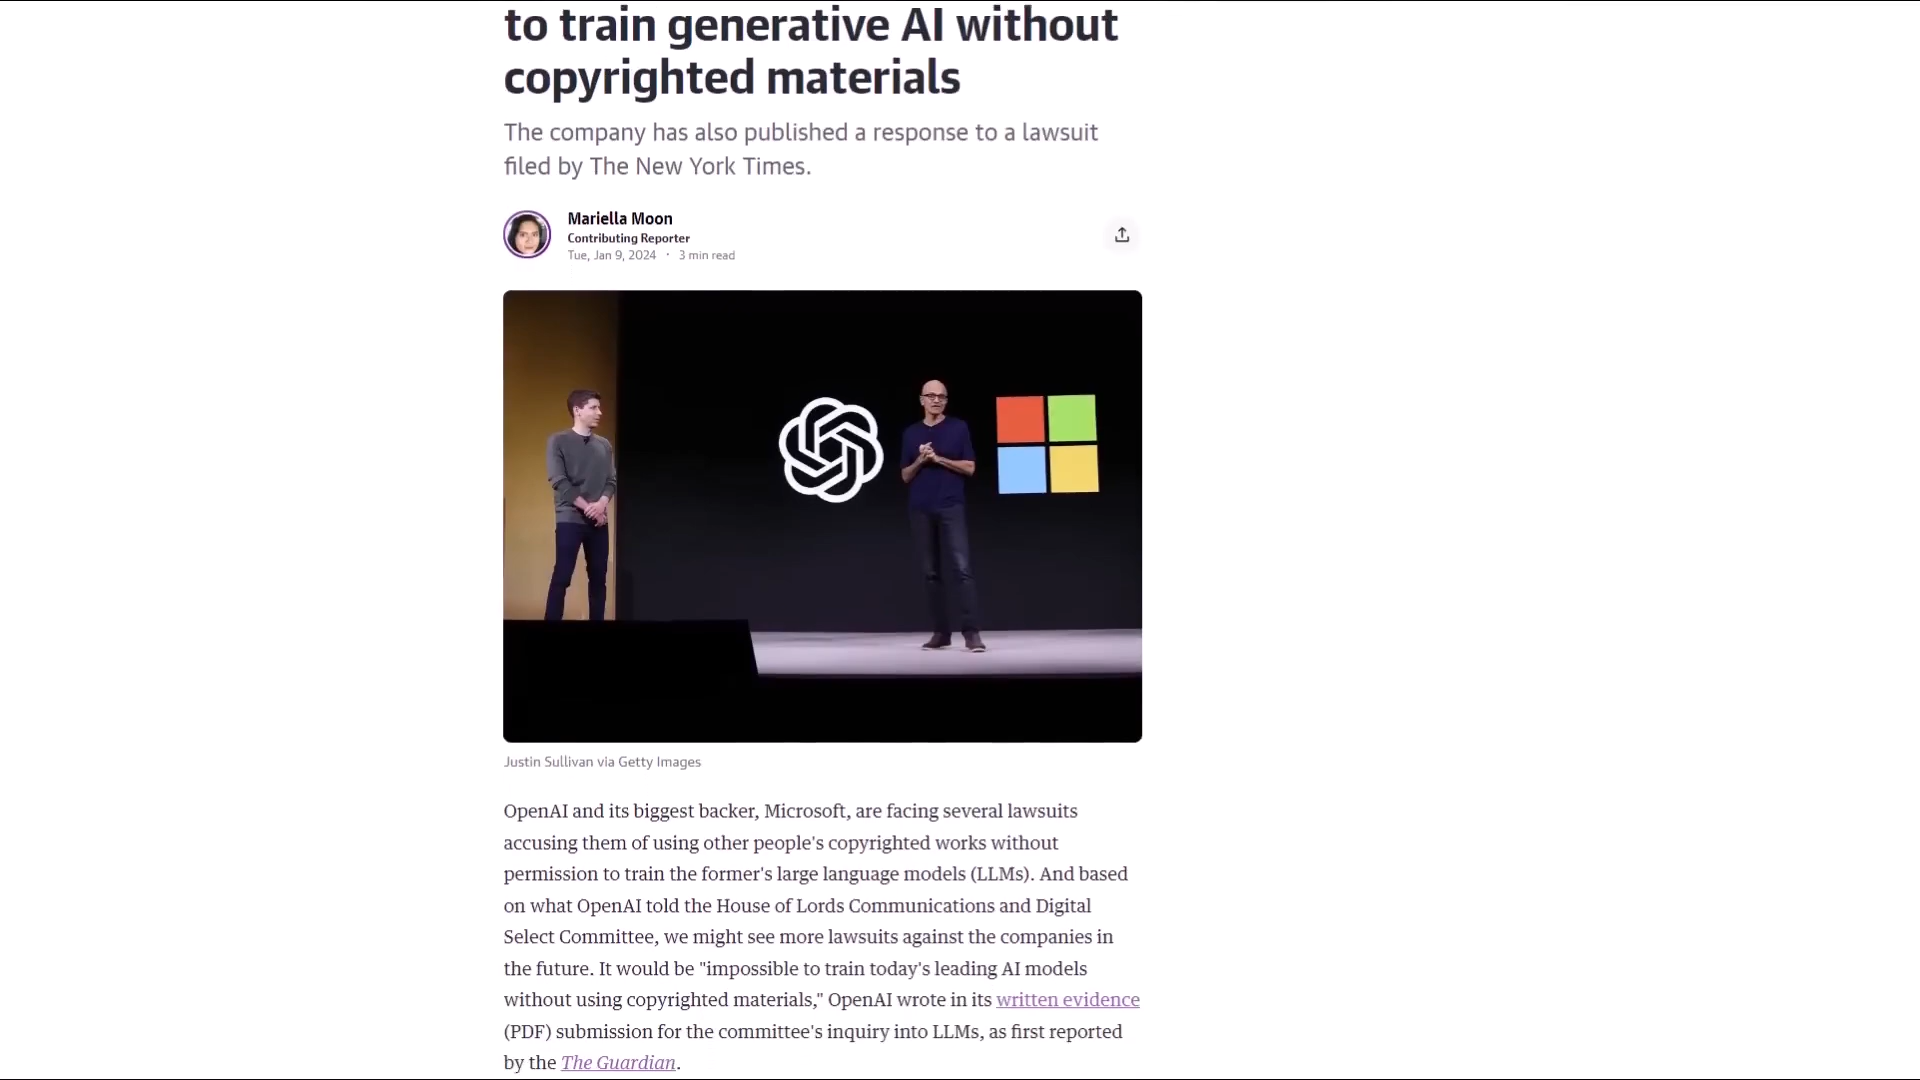 to train generative AI without
copyrighted materials
The company has also published a response to a lawsuit
filed by The New York Times.
Mariella Moon
Contributing Reporter
Tue, Jan 9, 2024 · 3 min read
Justin Sullivan via Getty Images
OpenAI and its biggest backer, Microsoft, are facing several lawsuits
accusing them of using other people's copyrighted works without
permission to train the former's large language models (LLMs). And based
on what OpenAI told the House of Lords Communications and Digital
Select Committee, we might see more lawsuits against the companies in
the future. It would be "impossible to train today's leading AI models
without using copyrighted materials," OpenAI wrote in its written evidence
(PDF) submission for the committee's inquiry into LLMs, as first reported
by the The Guardian.